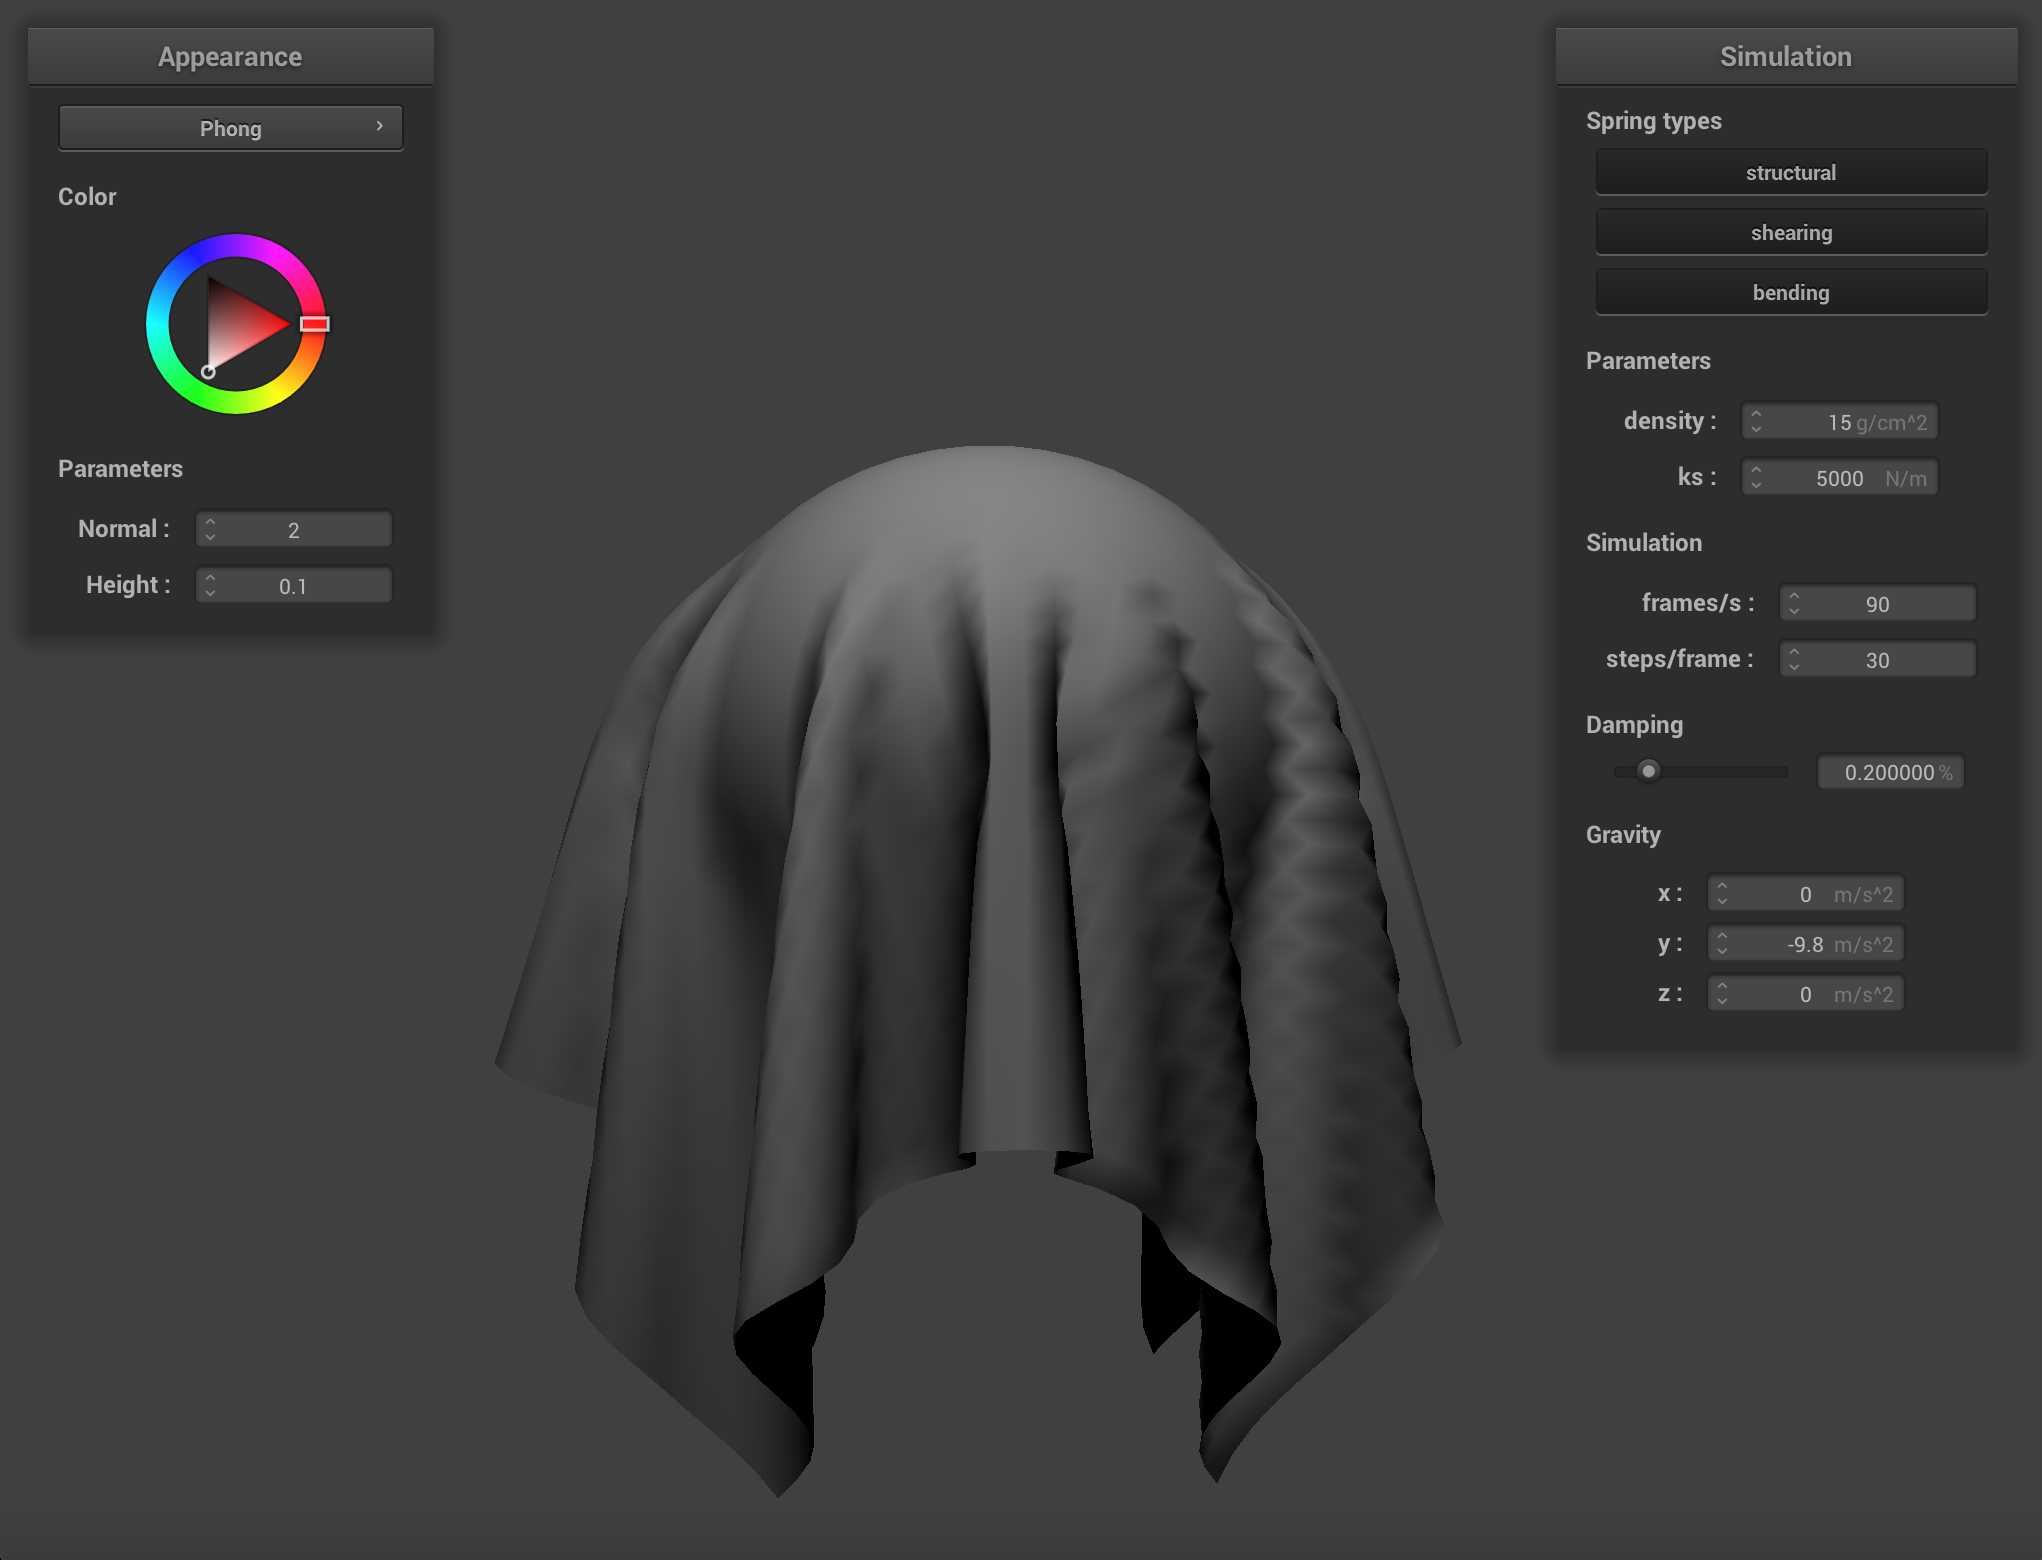 Appearance
Phong
Color
Parameters
Normal : 2
Height : 0.1
Simulation
Spring types
structural
shearing
bending
Parameters
density : 15 g/cm^2
ks : 5000 N/m
Simulation
frames/s : 90
steps/frame : 30
Damping
0.200000 %
Gravity
x : 0 m/s^2
y : -9.8 m/s^2
z : 0 m/s^2